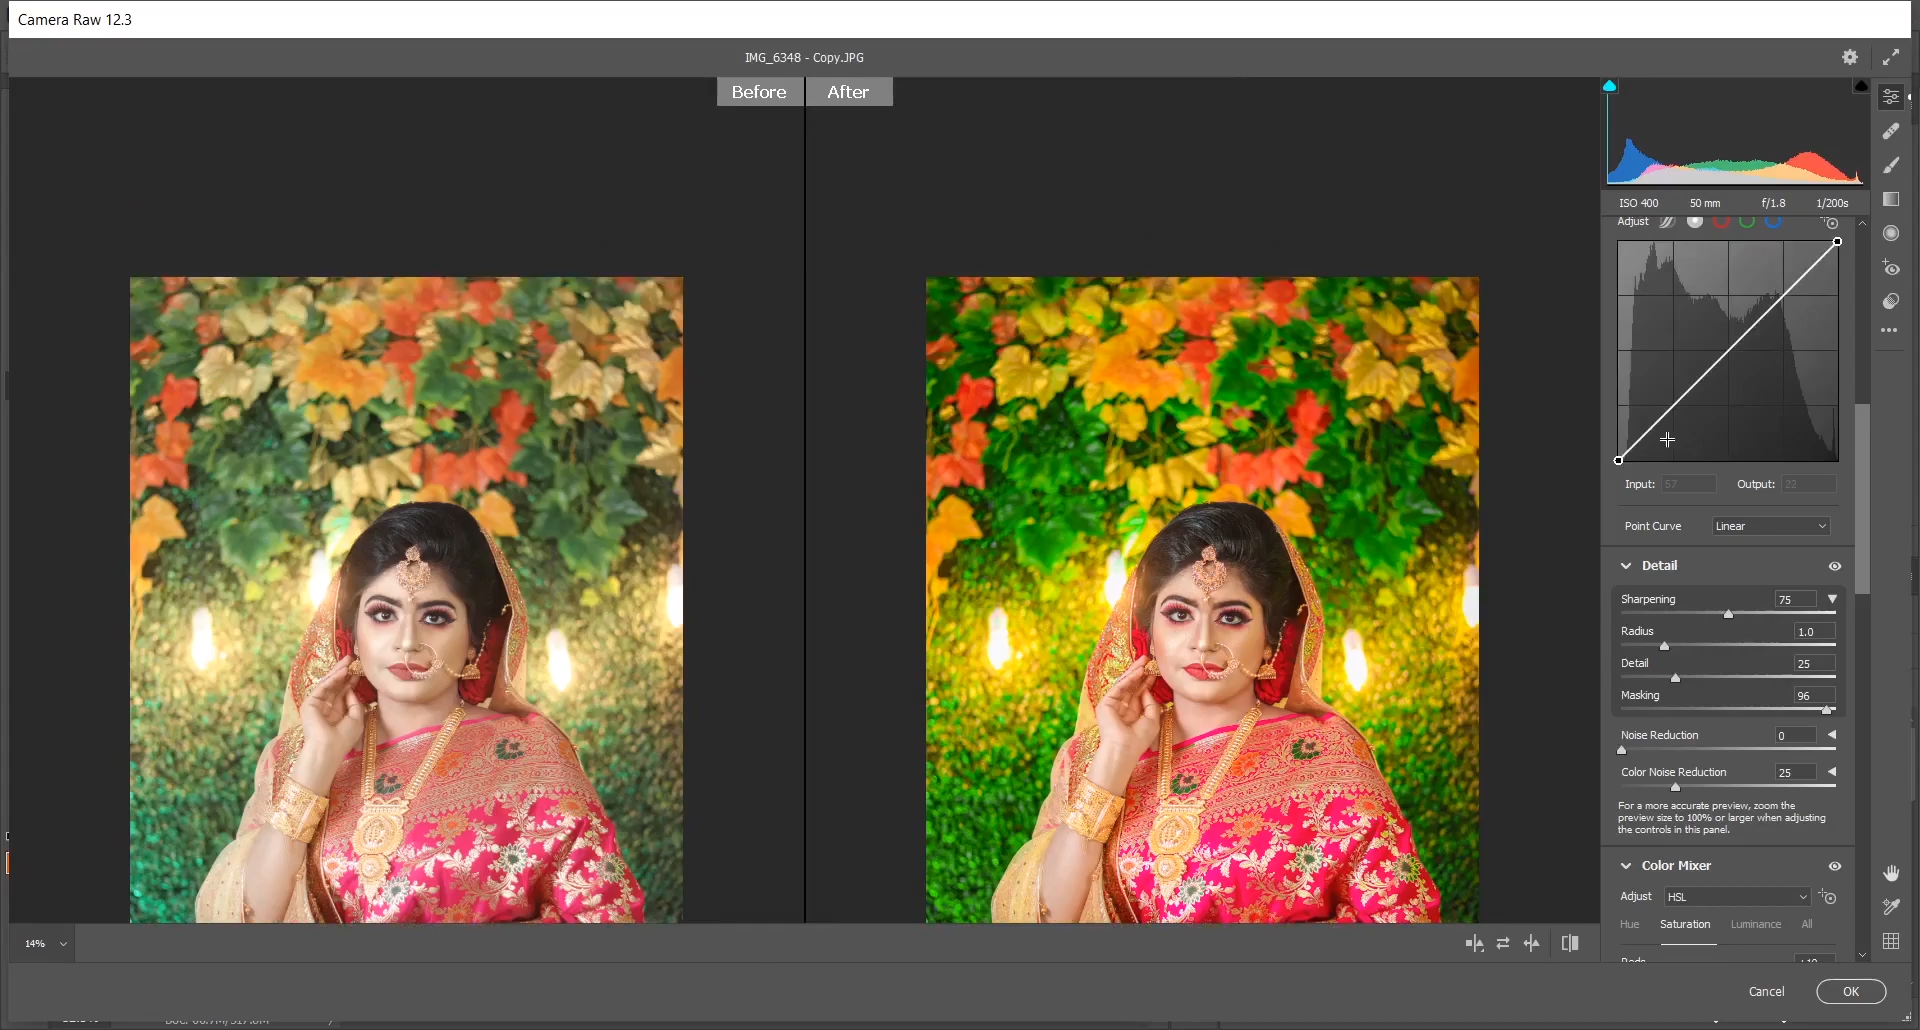 Camera Raw 12.3
IMG_6348 - Copy.JPG
Before After
ISO 400 50 mm f/1.8 1/200s
Adjust
Input: 57 Output: 22
Point Curve Linear
Detail
Sharpening 75
Radius 1.0
Detail 25
Masking 96
Noise Reduction 0
Color Noise Reduction 25
For a more accurate preview, zoom the
preview size to 100% or larger when adjusting
the controls in this panel.
Color Mixer
Adjust HSL
Hue Saturation Luminance All
14%
Cancel OK